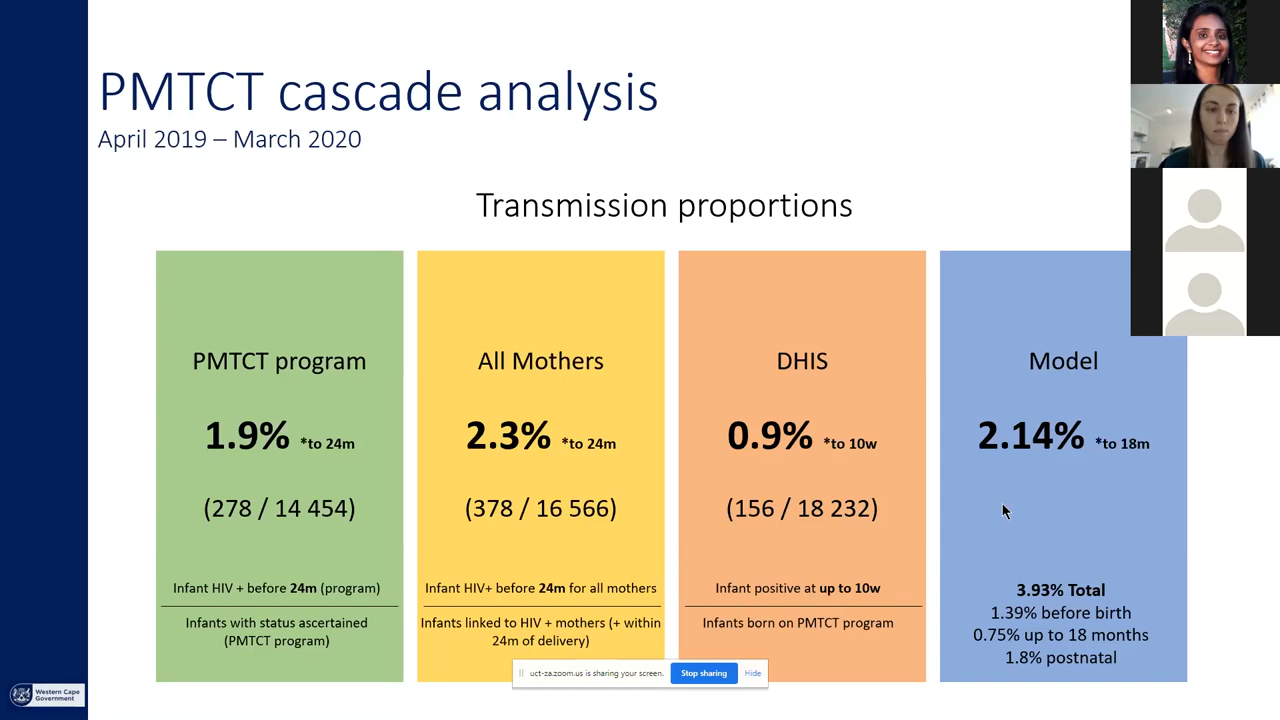 PMTCT cascade analysis
April 2019 – March 2020
Transmission proportions
PMTCT program
1.9% *to 24m
(278 / 14 454)
Infant HIV + before 24m (program)
Infants with status ascertained
(PMTCT program)
All Mothers
2.3% *to 24m
(378 / 16 566)
Infant HIV+ before 24m for all mothers
Infants linked to HIV + mothers (+ within
24m of delivery)
DHIS
0.9% *to 10w
(156 / 18 232)
Infant positive at up to 10w
Infants born on PMTCT program
Model
2.14% *to 18m
3.93% Total
1.39% before birth
0.75% up to 18 months
1.8% postnatal
uct-za.zoom.us is sharing your screen. Stop sharing Hide
Western Cape
Government